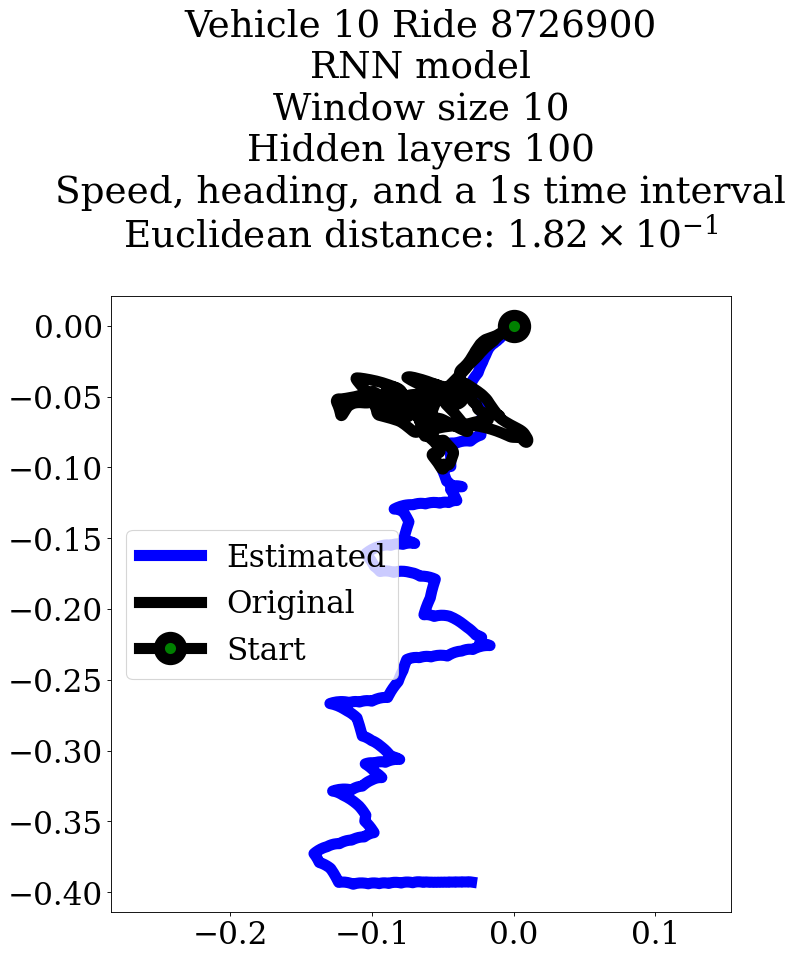 Vehicle 10 Ride 8726900
RNN model
Window size 10
Hidden layers 100
Speed, heading, and a 1s time interval
Euclidean distance: 1.82 × 10⁻¹
0.00
−0.05
−0.10
−0.15
−0.20
−0.25
−0.30
−0.35
−0.40
Estimated
Original
Start
−0.2
−0.1
0.0
0.1